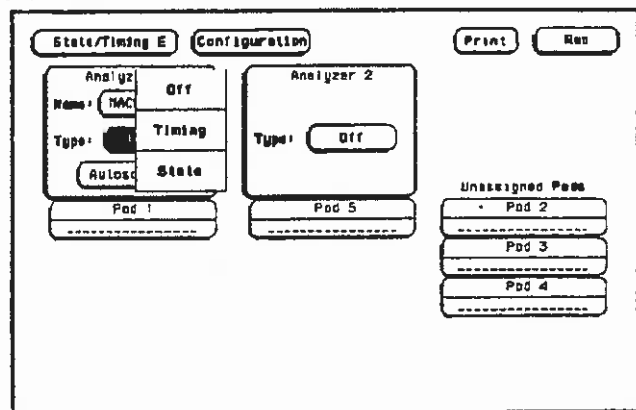 State/Timing E Configuration Print Run
Analyz
Name: MAC
Type:
Autosc
Off
Timing
State
Analyzer 2
Type: Off
Pod 1
Pod 5
Unassigned Pods
Pod 2
Pod 3
Pod 4